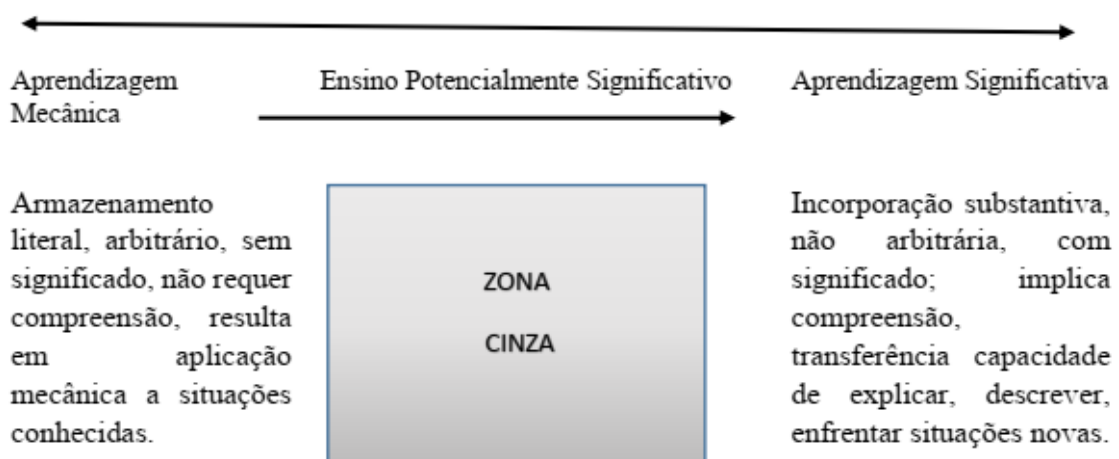 Aprendizagem
Mecânica
Ensino Potencialmente Significativo
Aprendizagem Significativa
Armazenamento
literal, arbitrário, sem
significado, não requer
compreensão, resulta
em aplicação
mecânica a situações
conhecidas.
ZONA
CINZA
Incorporação substantiva,
não arbitrária, com
significado; implica
compreensão,
transferência capacidade
de explicar, descrever,
enfrentar situações novas.